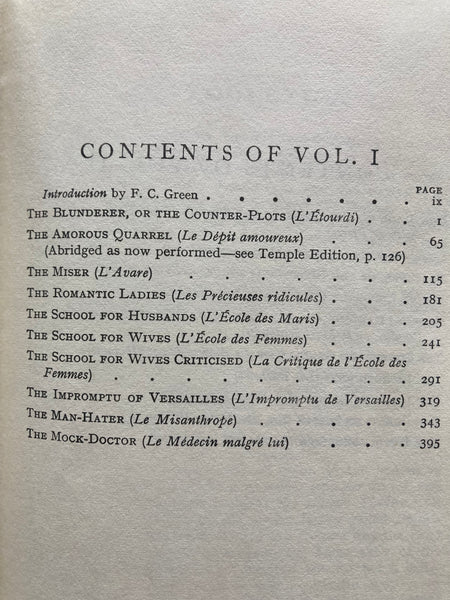 CONTENTS OF VOL. I
PAGE
Introduction by F. C. Green . . . . . . . ix
THE BLUNDERER, OR THE COUNTER-PLOTS (L'Étourdi) . . 1
THE AMOROUS QUARREL (Le Dépit amoureux) . . . 65
(Abridged as now performed—see Temple Edition, p. 126)
THE MISER (L'Avare) . . . . . . . . 115
THE ROMANTIC LADIES (Les Précieuses ridicules) . . . 181
THE SCHOOL FOR HUSBANDS (L'École des Maris) . . . 205
THE SCHOOL FOR WIVES (L'École des Femmes) . . . 241
THE SCHOOL FOR WIVES CRITICISED (La Critique de l'École des
Femmes) . . . . . . . . . 291
THE IMPROMPTU OF VERSAILLES (L'Impromptu de Versailles) 319
THE MAN-HATER (Le Misanthrope) . . . . . 343
THE MOCK-DOCTOR (Le Médecin malgré lui) . . . 395